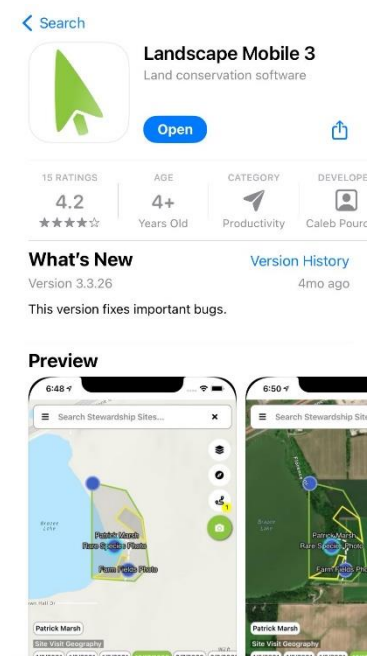 Search
Landscape Mobile 3
Land conservation software
Open
15 RATINGS AGE CATEGORY DEVELOPE
4.2 4+
Years Old Productivity Caleb Pourc
What's New Version History
Version 3.3.26 4mo ago
This version fixes important bugs.
Preview
6:48 6:50
Search Stewardship Sites... Search Stewardship Site
1
Patrick Marsh Patrick Marsh
Rare Species Photo Rare Species Photo
Farm Fields Photo Farm Fields Pho
Patrick Marsh Patrick Marsh
Site Visit Geography Site Visit Geography